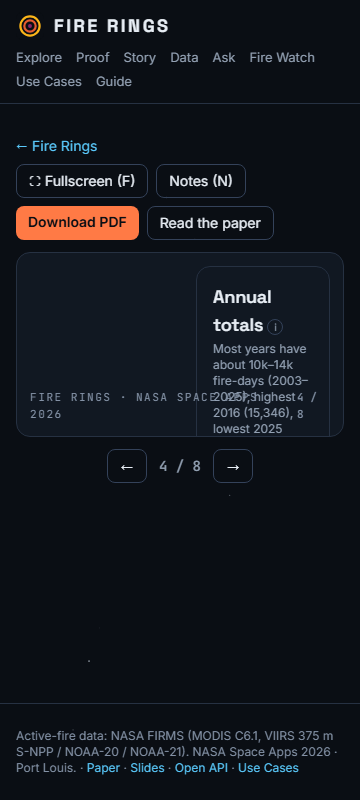 FIRE RINGS
Explore Proof Story Data Ask Fire Watch
Use Cases Guide
← Fire Rings
Fullscreen (F) Notes (N)
Download PDF Read the paper
Annual
totals i
Most years have
about 10k–14k
fire-days (2003–
2025); highest
2016 (15,346),
lowest 2025
FIRE RINGS · NASA SPACE APPS
2026
4 /
8
← 4 / 8 →
Active-fire data: NASA FIRMS (MODIS C6.1, VIIRS 375 m
S-NPP / NOAA-20 / NOAA-21). NASA Space Apps 2026 ·
Port Louis. · Paper · Slides · Open API · Use Cases